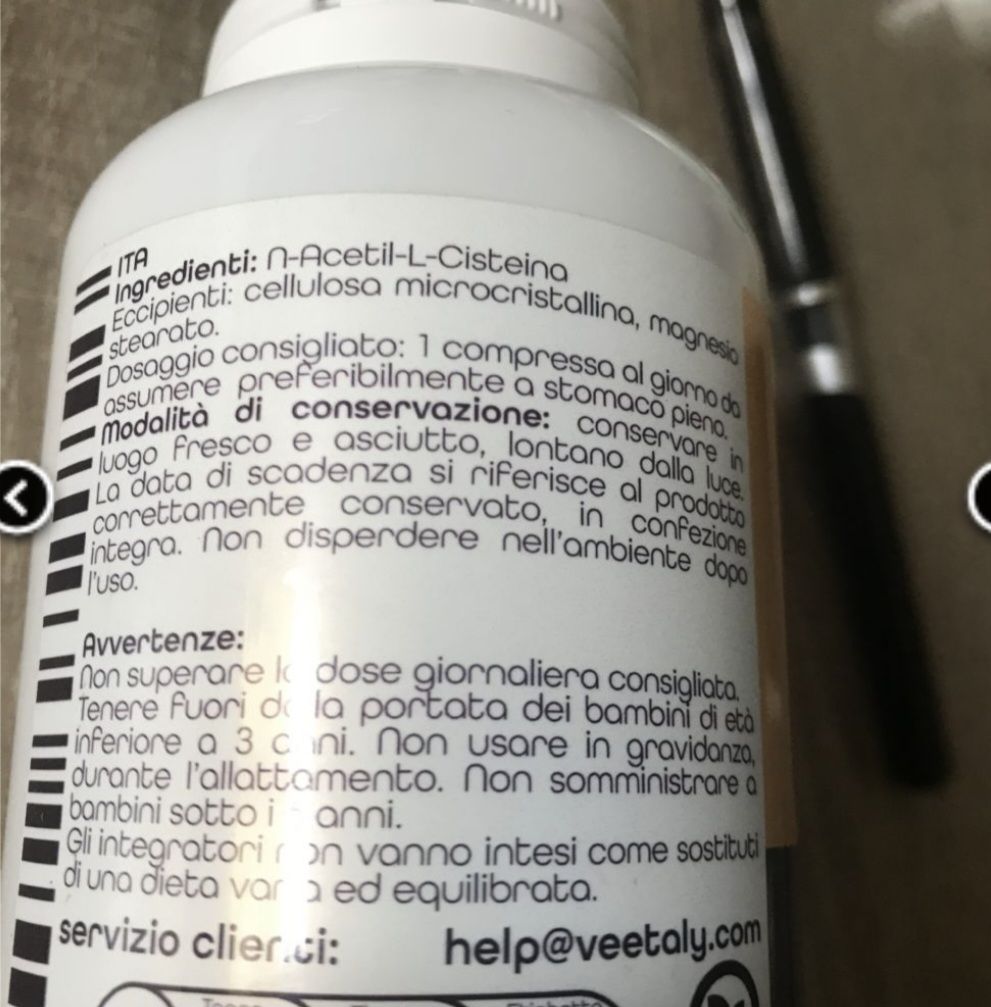 ITA
Ingredienti: N-Acetil-L-Cisteina
Eccipienti: cellulosa microcristallina, magnesio
stearato.
Dosaggio consigliato: 1 compressa al giorno da
assumere preferibilmente a stomaco pieno.
Modalità di conservazione: conservare in
luogo fresco e asciutto, lontano dalla luce.
La data di scadenza si riferisce al prodotto
correttamente conservato, in confezione
integra. Non disperdere nell'ambiente dopo
l'uso.
Avvertenze:
Non superare la dose giornaliera consigliata.
Tenere fuori dalla portata dei bambini di età
inferiore a 3 anni. Non usare in gravidanza,
durante l'allattamento. Non somministrare a
bambini sotto i anni.
Gli integratori non vanno intesi come sostituti
di una dieta varia ed equilibrata.
servizio clienti: help@veetaly.com